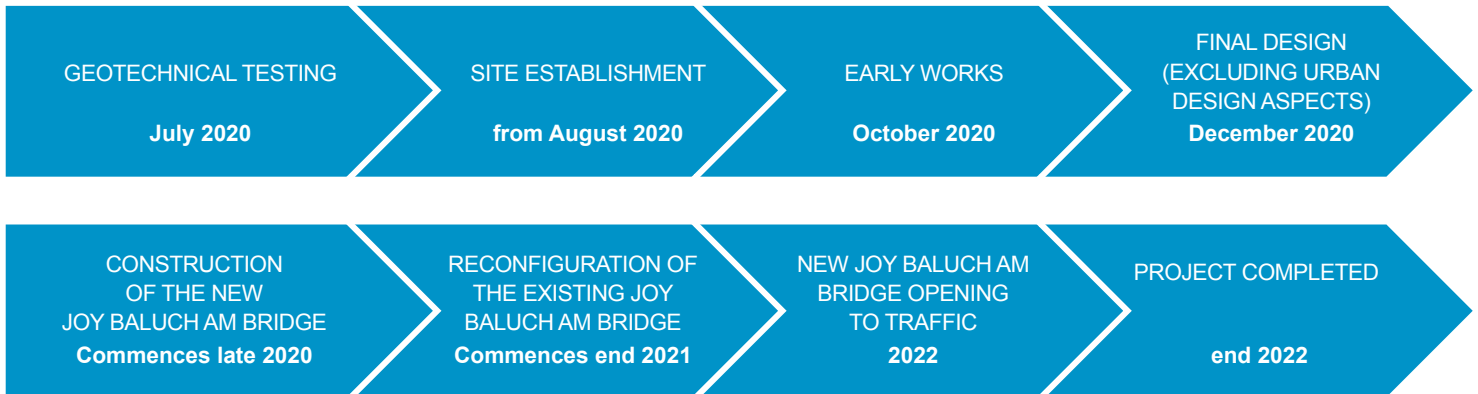 GEOTECHNICAL TESTING
July 2020
SITE ESTABLISHMENT
from August 2020
EARLY WORKS
October 2020
FINAL DESIGN
(EXCLUDING URBAN
DESIGN ASPECTS)
December 2020
CONSTRUCTION
OF THE NEW
JOY BALUCH AM BRIDGE
Commences late 2020
RECONFIGURATION OF
THE EXISTING JOY
BALUCH AM BRIDGE
Commences end 2021
NEW JOY BALUCH AM
BRIDGE OPENING
TO TRAFFIC
2022
PROJECT COMPLETED
end 2022